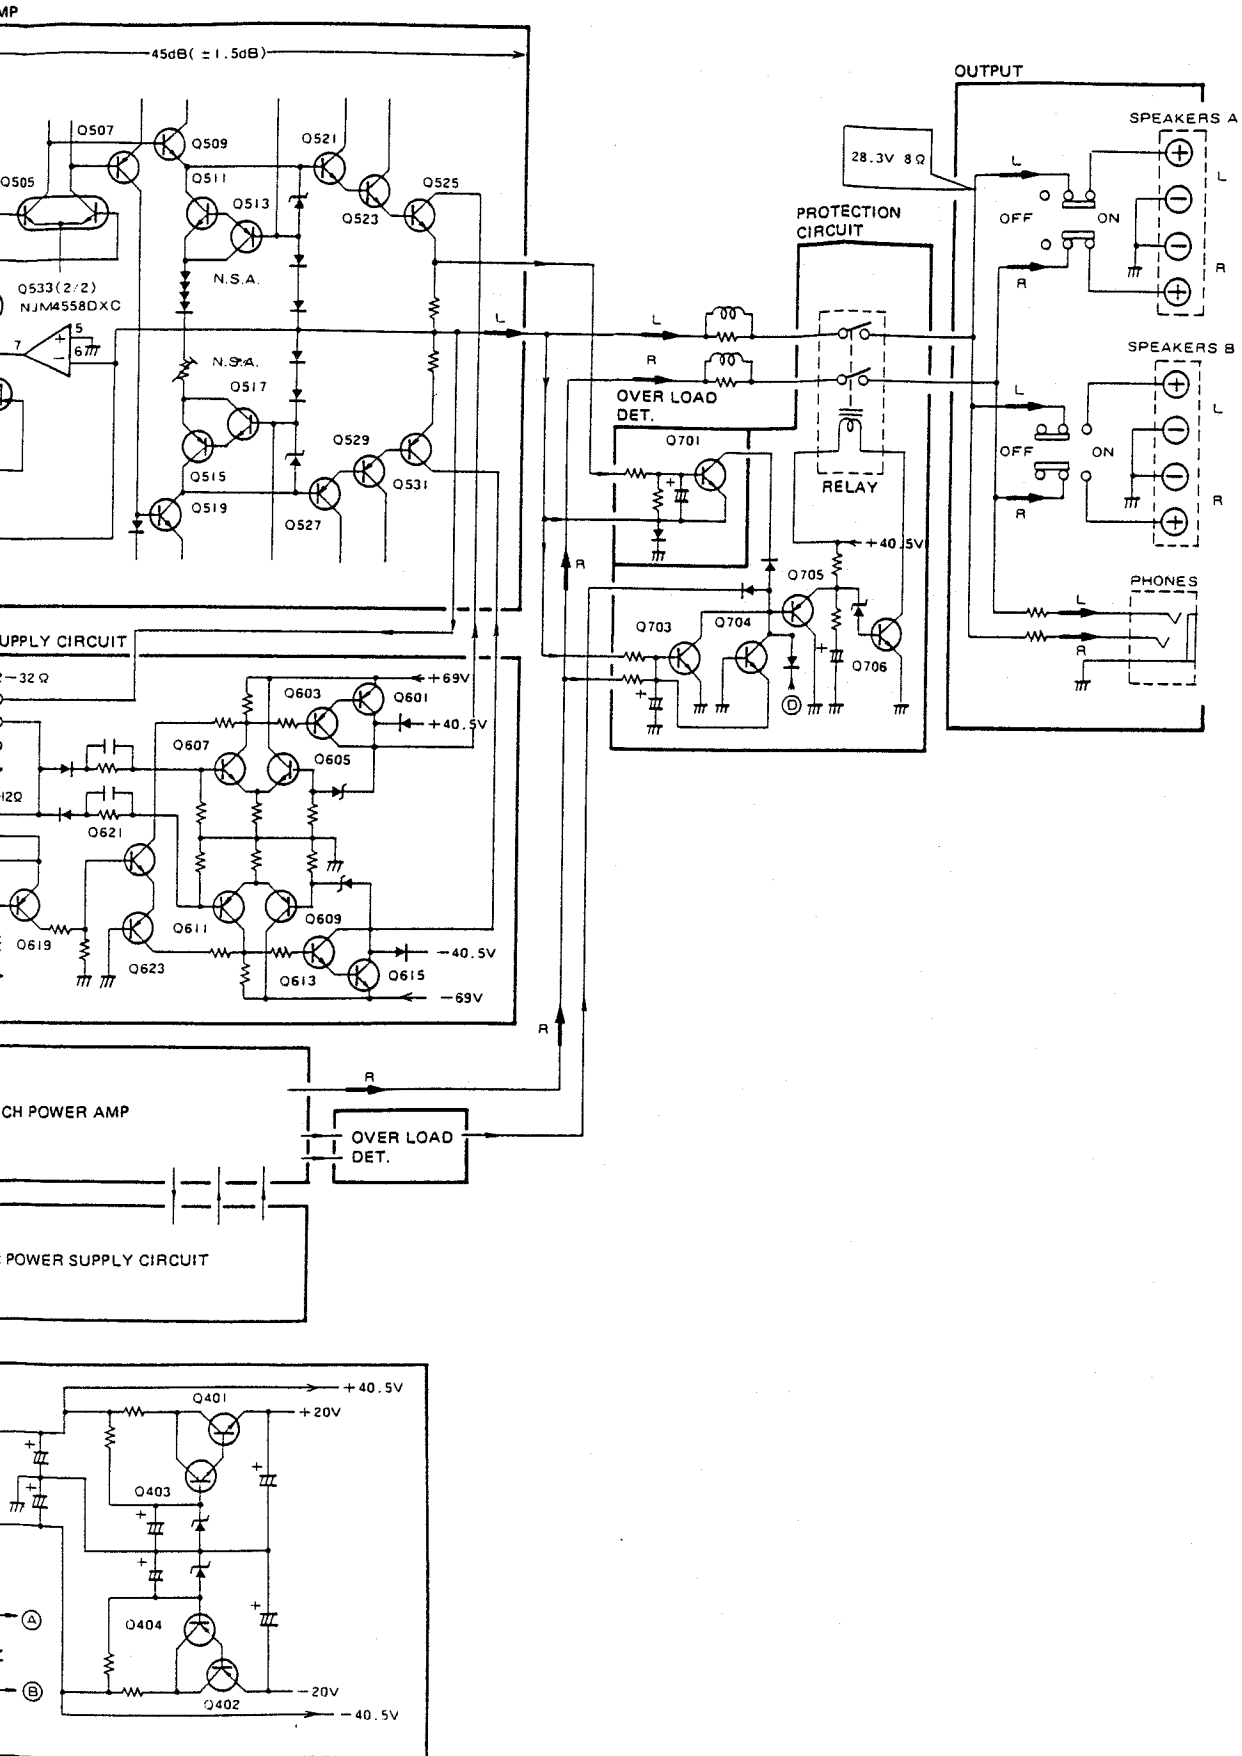 MP
45dB( ±1.5dB)
OUTPUT
SPEAKERS A
Q507
Q509
Q521
28.3V 8Ω
L
L
Q505
Q511
Q513
Q523
Q525
PROTECTION
CIRCUIT
OFF
ON
R
R
N.S.A.
Q533(2/2)
NJM4558DXC
7
5
6
+
−
L
L
R
N.S.A.
Q517
OVER LOAD
DET.
SPEAKERS B
L
L
Q701
Q529
Q515
Q531
RELAY
OFF
ON
Q519
Q527
R
R
+
+40.5V
R
Q705
PHONES
L
R
Q703
Q704
Q706
+
+
D
UPPLY CIRCUIT
2-32Ω
+69V
Q603
Q601
+40.5V
Q607
Q605
12Ω
Q621
Q619
Q623
Q611
Q609
Q613
Q615
-40.5V
-69V
R
R
CH POWER AMP
OVER LOAD
DET.
POWER SUPPLY CIRCUIT
Q401
+40.5V
+20V
+
+
+
Q403
+
+
+
A
Q404
B
Q402
-20V
-40.5V